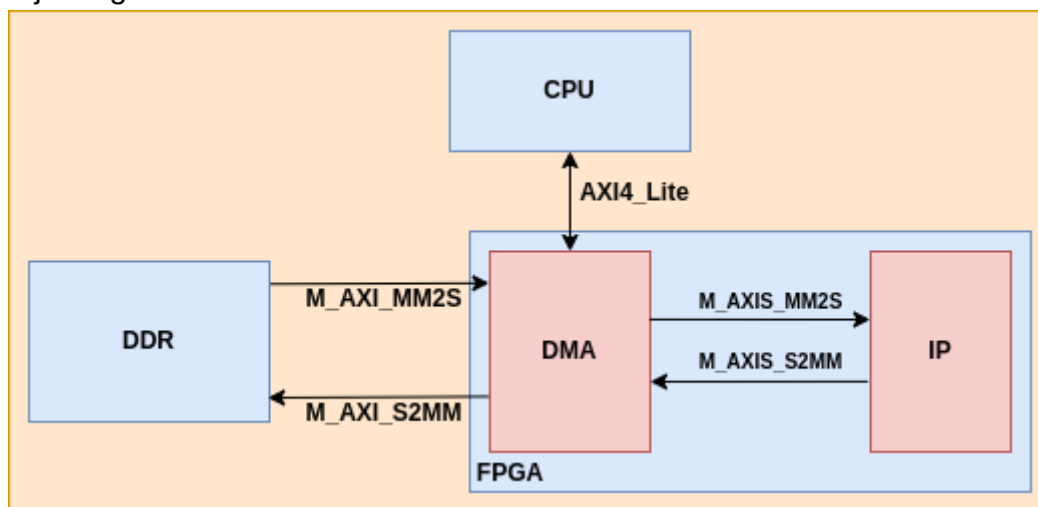 CPU
AXI4_Lite
M_AXI_MM2S
M_AXIS_MM2S
DDR
DMA
IP
M_AXIS_S2MM
M_AXI_S2MM
FPGA